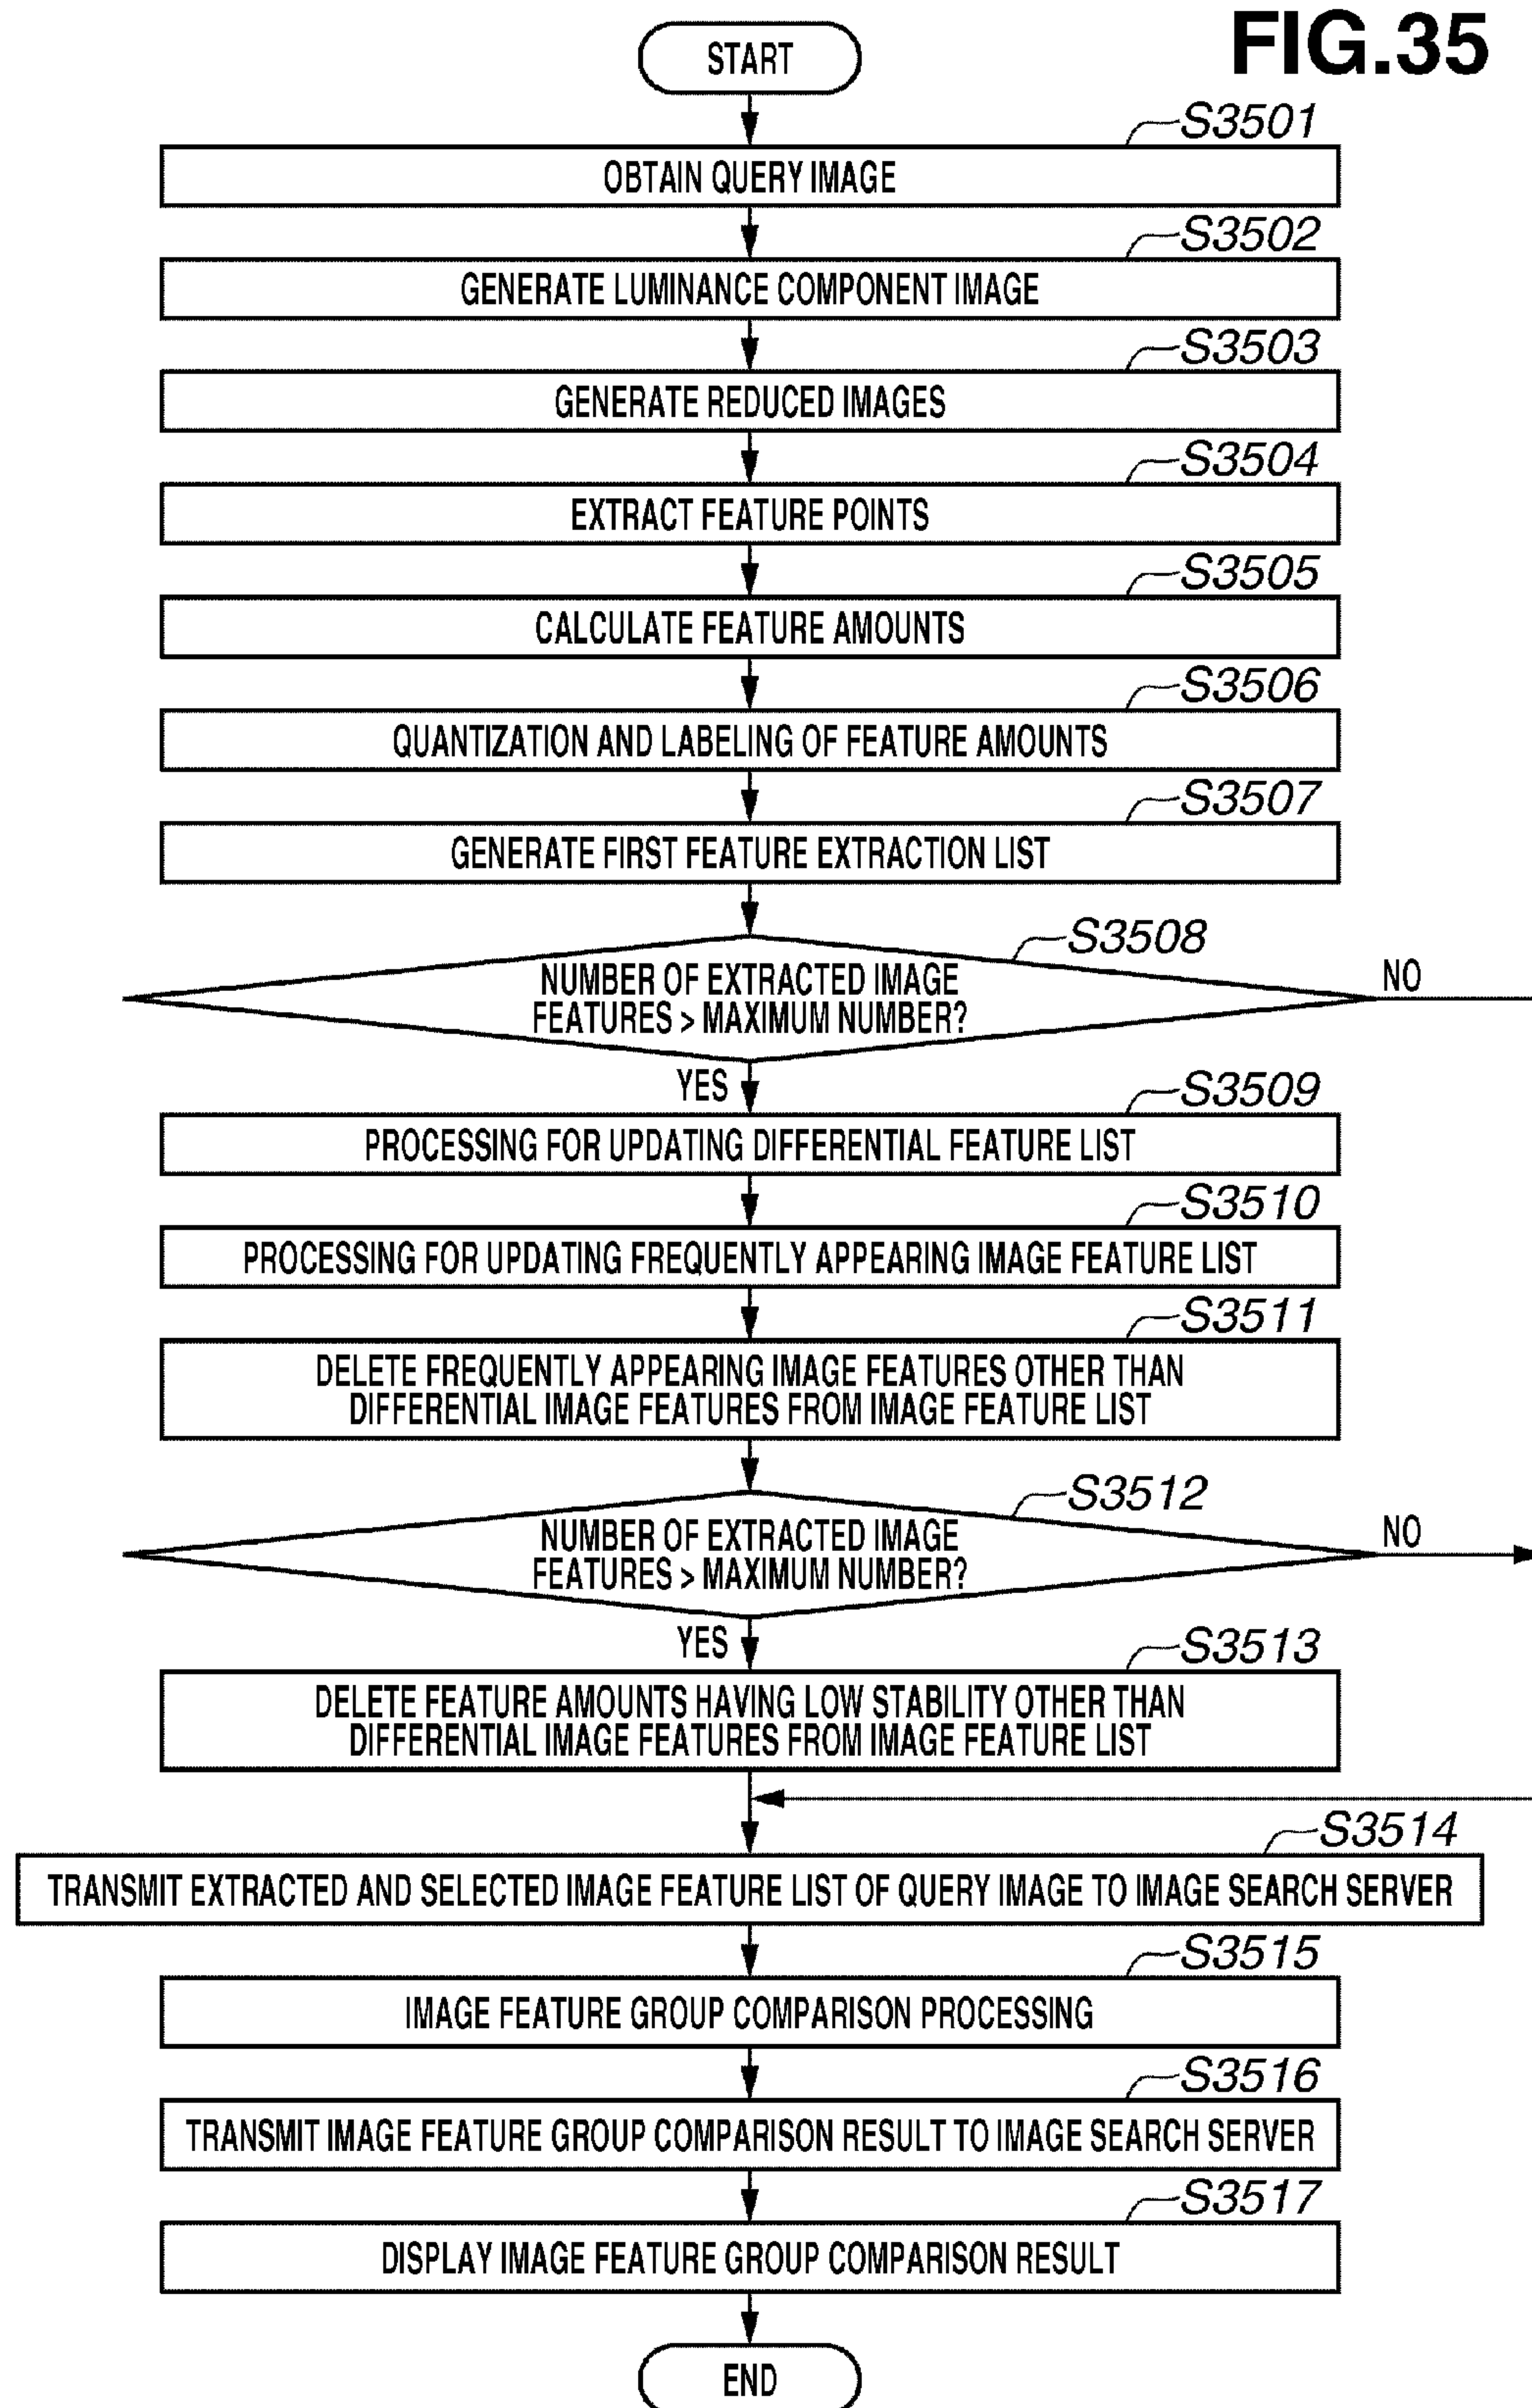 FIG.35
START
S3501
OBTAIN QUERY IMAGE
S3502
GENERATE LUMINANCE COMPONENT IMAGE
S3503
GENERATE REDUCED IMAGES
S3504
EXTRACT FEATURE POINTS
S3505
CALCULATE FEATURE AMOUNTS
S3506
QUANTIZATION AND LABELING OF FEATURE AMOUNTS
S3507
GENERATE FIRST FEATURE EXTRACTION LIST
S3508
NUMBER OF EXTRACTED IMAGE
FEATURES > MAXIMUM NUMBER?
NO
YES
S3509
PROCESSING FOR UPDATING DIFFERENTIAL FEATURE LIST
S3510
PROCESSING FOR UPDATING FREQUENTLY APPEARING IMAGE FEATURE LIST
S3511
DELETE FREQUENTLY APPEARING IMAGE FEATURES OTHER THAN
DIFFERENTIAL IMAGE FEATURES FROM IMAGE FEATURE LIST
S3512
NUMBER OF EXTRACTED IMAGE
FEATURES > MAXIMUM NUMBER?
NO
YES
S3513
DELETE FEATURE AMOUNTS HAVING LOW STABILITY OTHER THAN
DIFFERENTIAL IMAGE FEATURES FROM IMAGE FEATURE LIST
S3514
TRANSMIT EXTRACTED AND SELECTED IMAGE FEATURE LIST OF QUERY IMAGE TO IMAGE SEARCH SERVER
S3515
IMAGE FEATURE GROUP COMPARISON PROCESSING
S3516
TRANSMIT IMAGE FEATURE GROUP COMPARISON RESULT TO IMAGE SEARCH SERVER
S3517
DISPLAY IMAGE FEATURE GROUP COMPARISON RESULT
END